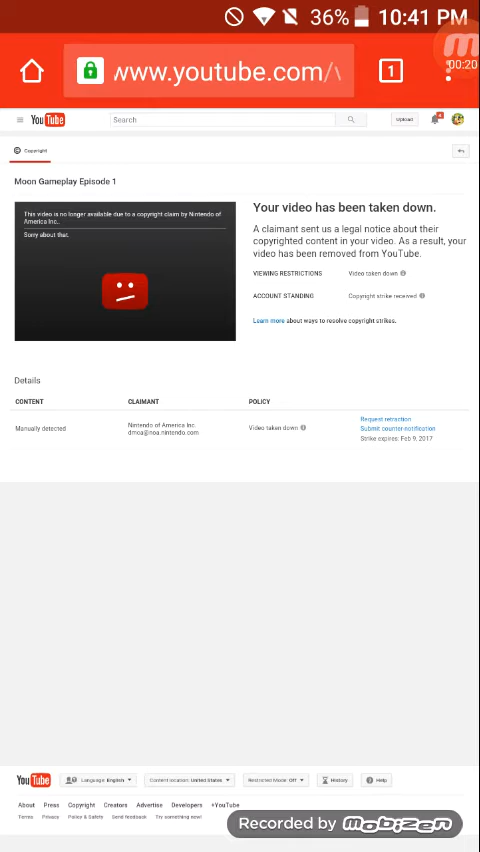 36% 10:41 PM
www.youtube.com/
1
00:20
YouTube
Search
Upload
Copyright
Moon Gameplay Episode 1
This video is no longer available due to a copyright claim by Nintendo of
America Inc..
Sorry about that.
Your video has been taken down.
A claimant sent us a legal notice about their
copyrighted content in your video. As a result, your
video has been removed from YouTube.
VIEWING RESTRICTIONS Video taken down
ACCOUNT STANDING Copyright strike received
Learn more about ways to resolve copyright strikes.
Details
CONTENT CLAIMANT POLICY
Manually detected
Nintendo of America Inc.
dmca@noa.nintendo.com
Video taken down
Request retraction
Submit counter-notification
Strike expires: Feb 9, 2017
YouTube
Language: English
Content location: United States
Restricted Mode: Off
History
Help
About Press Copyright Creators Advertise Developers +YouTube
Terms Privacy Policy & Safety Send feedback Try something new!
Recorded by mobizen